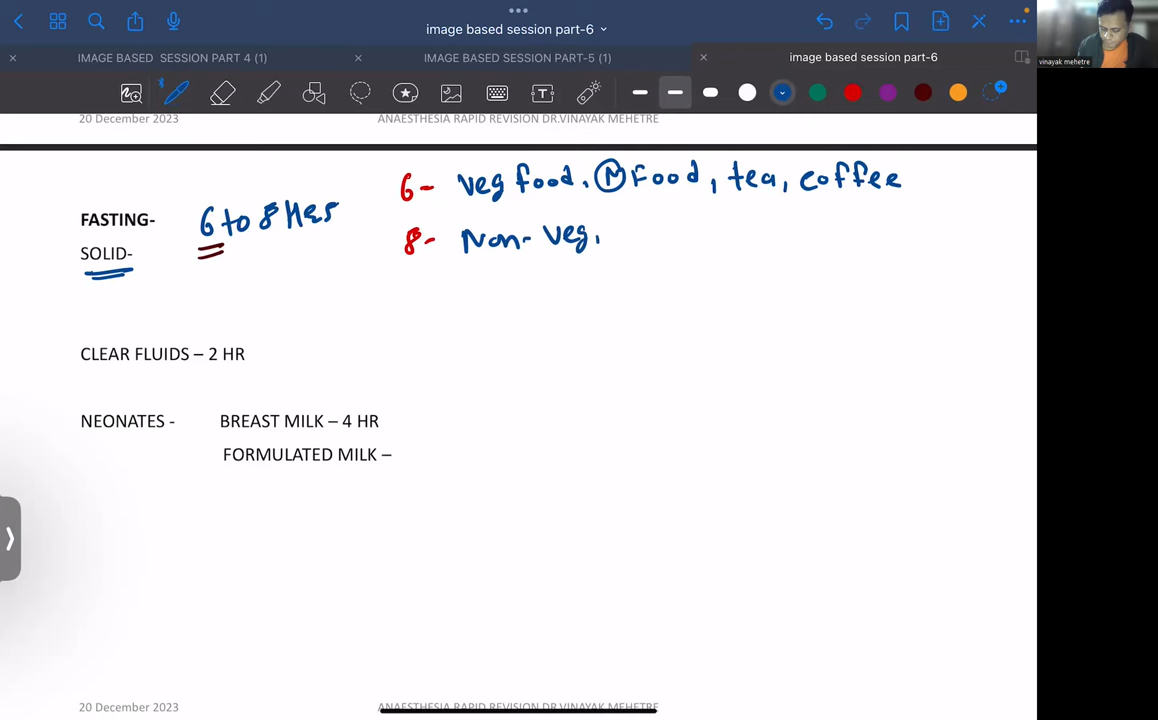 image based session part-6
IMAGE BASED SESSION PART 4 (1)
IMAGE BASED SESSION PART-5 (1)
image based session part-6
vinayak mehetre
20 December 2023
ANAESTHESIA RAPID REVISION DR.VINAYAK MEHETRE
6- veg food, N Food, tea, coffee
FASTING- 6 to 8 Hrs
8- Non-veg,
SOLID-
CLEAR FLUIDS – 2 HR
NEONATES - BREAST MILK – 4 HR
FORMULATED MILK –
20 December 2023
ANAESTHESIA RAPID REVISION DR.VINAYAK MEHETRE